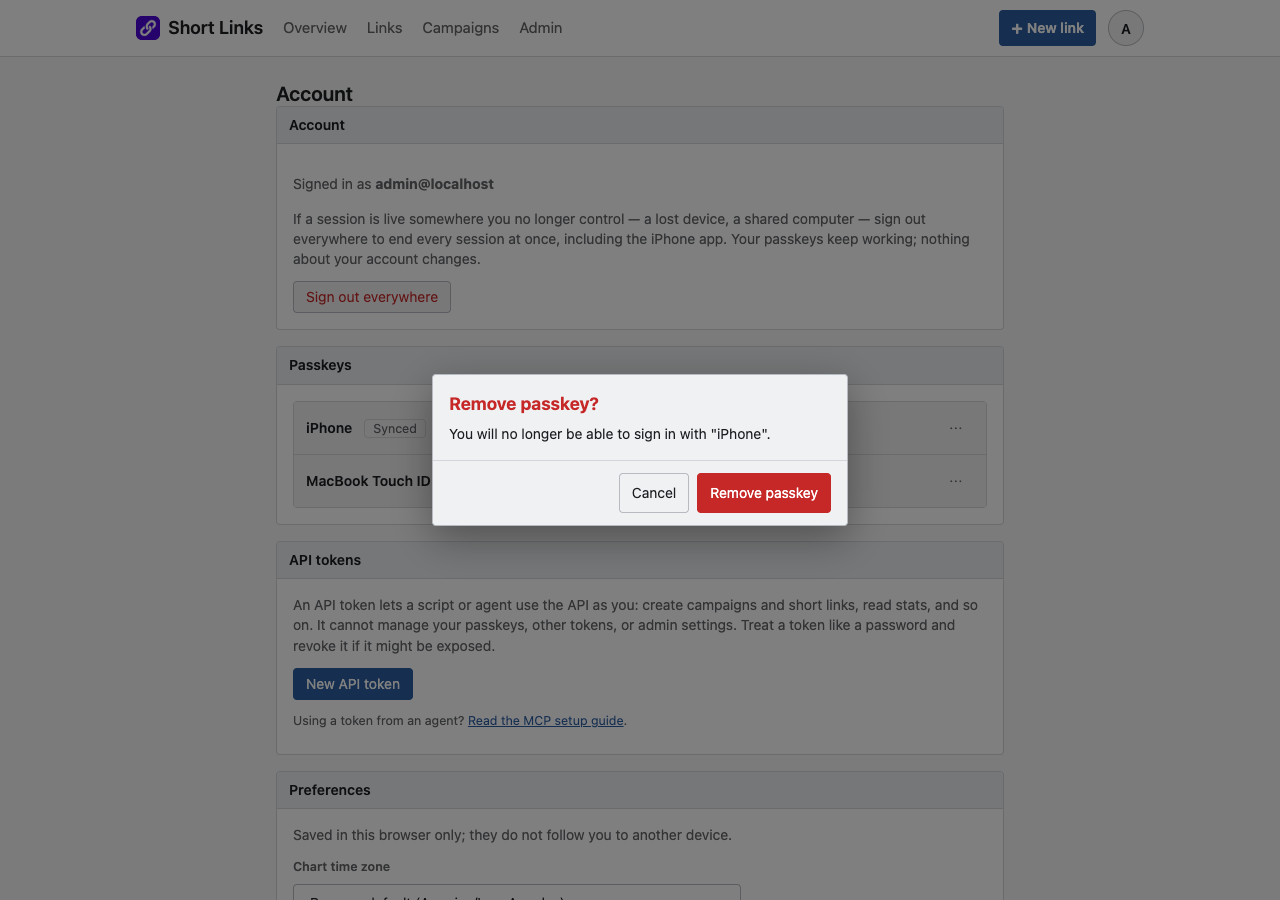 Short Links Overview Links Campaigns Admin + New link A
Account
Account
Signed in as admin@localhost
If a session is live somewhere you no longer control — a lost device, a shared computer — sign out
everywhere to end every session at once, including the iPhone app. Your passkeys keep working; nothing
about your account changes.
Sign out everywhere
Passkeys
iPhone Synced ...
MacBook Touch ID ...
Remove passkey?
You will no longer be able to sign in with "iPhone".
Cancel Remove passkey
API tokens
An API token lets a script or agent use the API as you: create campaigns and short links, read stats, and so
on. It cannot manage your passkeys, other tokens, or admin settings. Treat a token like a password and
revoke it if it might be exposed.
New API token
Using a token from an agent? Read the MCP setup guide.
Preferences
Saved in this browser only; they do not follow you to another device.
Chart time zone